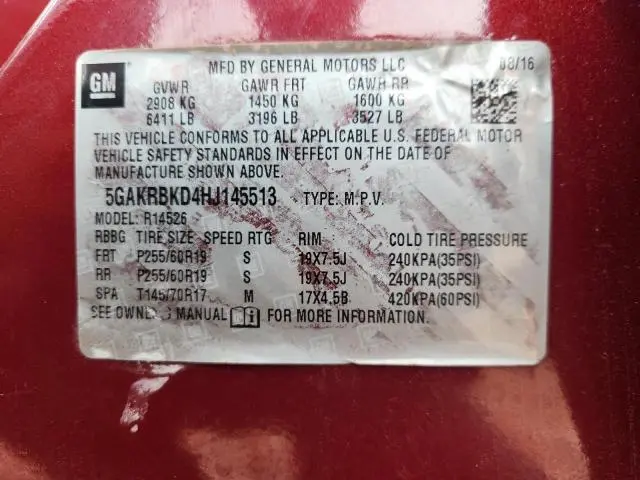 GM
MFD BY GENERAL MOTORS LLC 08/16
GVWR GAWR FRT GAWR RR
2908 KG 1450 KG 1600 KG
6411 LB 3196 LB 3527 LB
THIS VEHICLE CONFORMS TO ALL APPLICABLE U.S. FEDERAL MOTOR
VEHICLE SAFETY STANDARDS IN EFFECT ON THE DATE OF
MANUFACTURE SHOWN ABOVE.
5GAKRBKD4HJ145513 TYPE: M.P.V.
MODEL: R14526
RBBG TIRE SIZE SPEED RTG RIM COLD TIRE PRESSURE
FRT P255/60R19 S 19X7.5J 240KPA(35PSI)
RR P255/60R19 S 19X7.5J 240KPA(35PSI)
SPA T145/70R17 M 17X4.5B 420KPA(60PSI)
SEE OWNERS MANUAL FOR MORE INFORMATION.